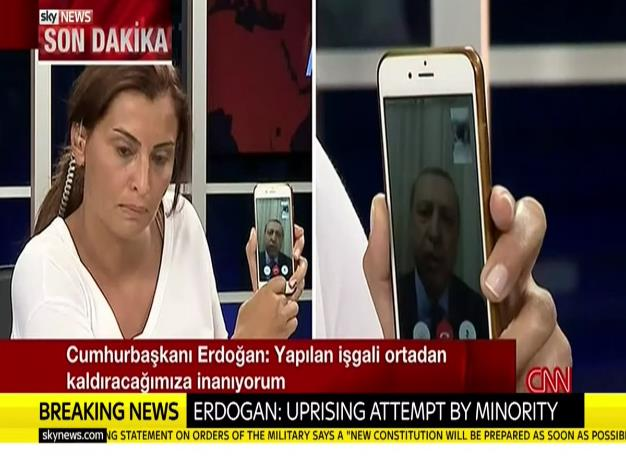 sky NEWS
SON DAKİKA
Cumhurbaşkanı Erdoğan: Yapılan işgali ortadan
kaldıracağımıza inanıyorum
CNN
BREAKING NEWS ERDOGAN: UPRISING ATTEMPT BY MINORITY
skynews.com NG STATEMENT ON ORDERS OF THE MILITARY SAYS A "NEW CONSTITUTION WILL BE PREPARED AS SOON AS POSSIB